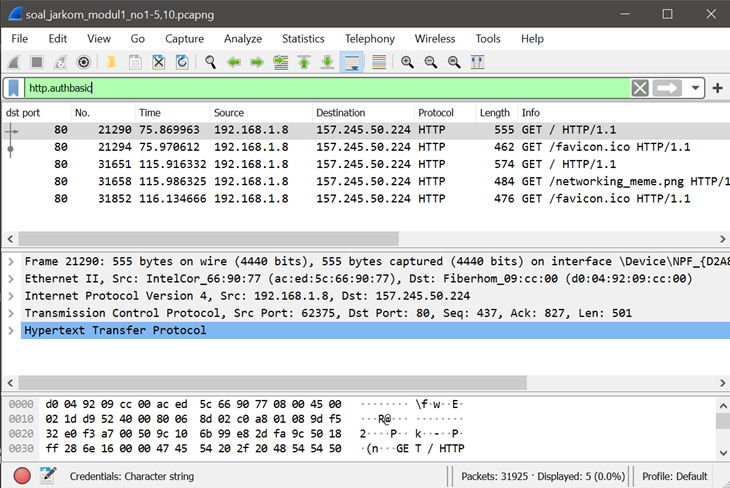 soal_jarkom_modul1_no1-5,10.pcapng
File Edit View Go Capture Analyze Statistics Telephony Wireless Tools Help
http.authbasic
dst port No. Time Source Destination Protocol Length Info
80 21290 75.869963 192.168.1.8 157.245.50.224 HTTP 555 GET / HTTP/1.1
80 21294 75.970612 192.168.1.8 157.245.50.224 HTTP 462 GET /favicon.ico HTTP/1.1
80 31651 115.916332 192.168.1.8 157.245.50.224 HTTP 574 GET / HTTP/1.1
80 31658 115.986325 192.168.1.8 157.245.50.224 HTTP 484 GET /networking_meme.png HTTP/1
80 31852 116.134666 192.168.1.8 157.245.50.224 HTTP 476 GET /favicon.ico HTTP/1.1
Frame 21290: 555 bytes on wire (4440 bits), 555 bytes captured (4440 bits) on interface \Device\NPF_{D2A8
Ethernet II, Src: IntelCor_66:90:77 (ac:ed:5c:66:90:77), Dst: Fiberhom_09:cc:00 (d0:04:92:09:cc:00)
Internet Protocol Version 4, Src: 192.168.1.8, Dst: 157.245.50.224
Transmission Control Protocol, Src Port: 62375, Dst Port: 80, Seq: 437, Ack: 827, Len: 501
Hypertext Transfer Protocol
0000 d0 04 92 09 cc 00 ac ed 5c 66 90 77 08 00 45 00 ········ \f·w··E·
0010 02 1d d9 52 40 00 80 06 8d 02 c0 a8 01 08 9d f5 ···R@··· ········
0020 32 e0 f3 a7 00 50 9c 10 6b 99 e8 2d fa 9c 50 18 2····P·· k··-··P·
0030 ff 28 6e 16 00 00 47 45 54 20 2f 20 48 54 54 50 ·(n···GE T / HTTP
Credentials: Character string Packets: 31925 · Displayed: 5 (0.0%) Profile: Default